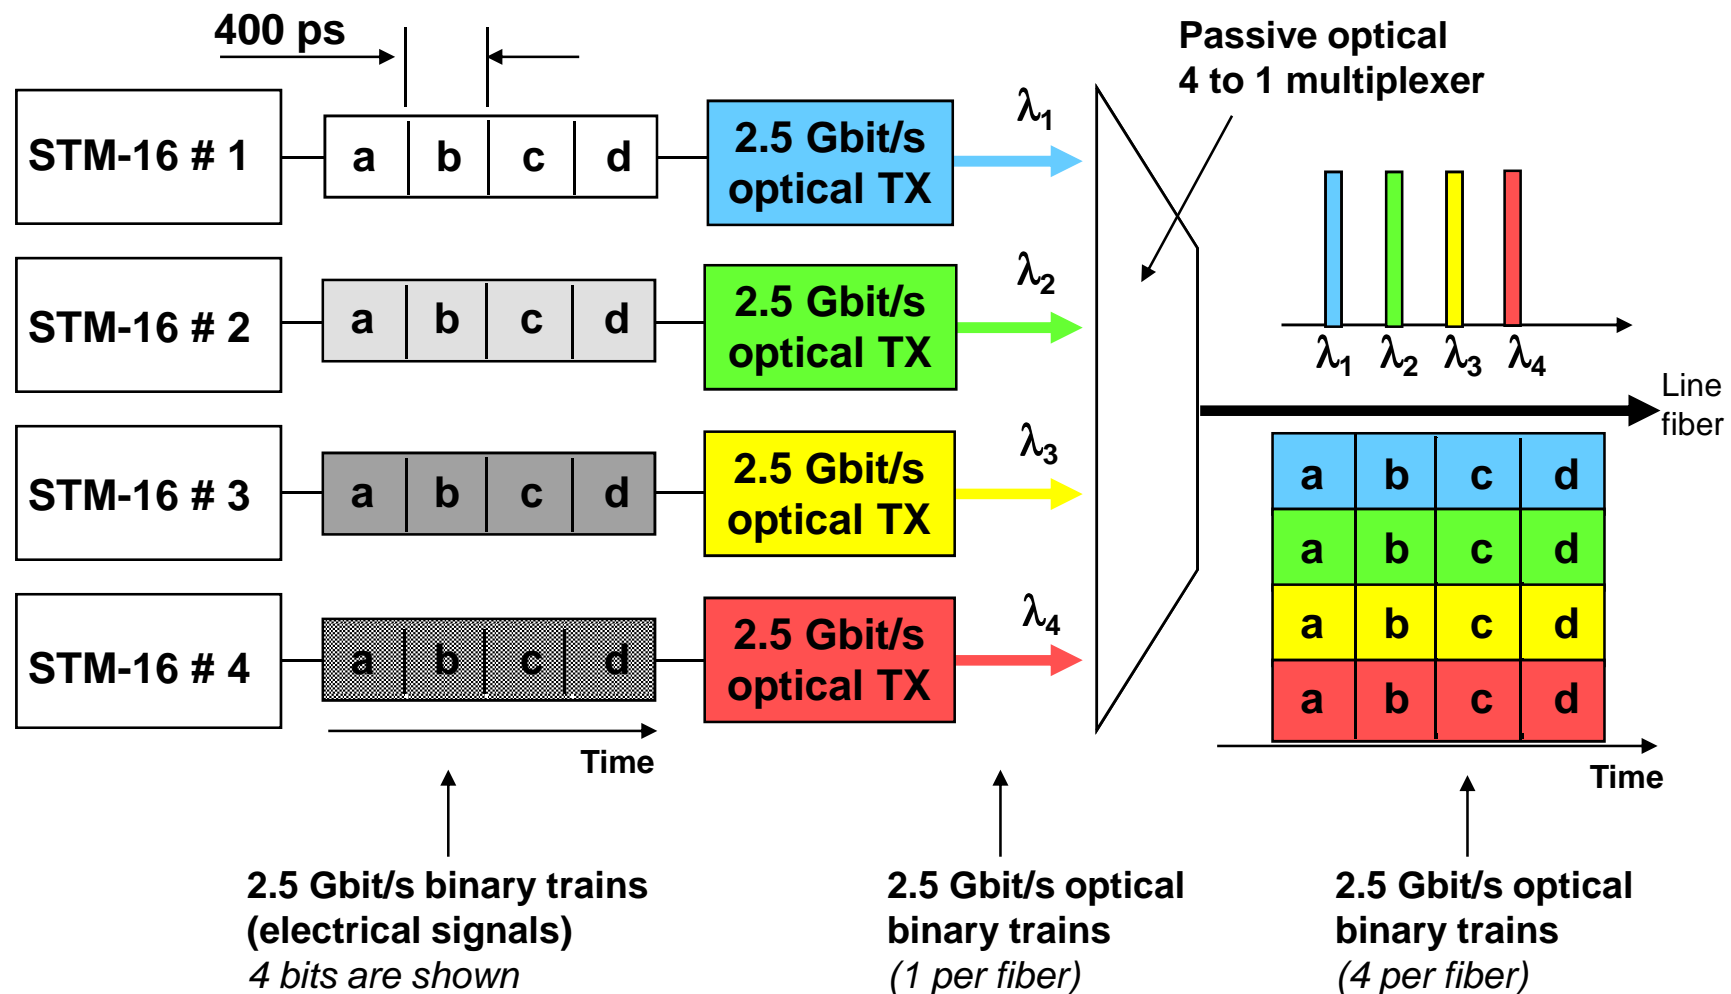 400 ps
Passive optical
4 to 1 multiplexer
STM-16 # 1
a b c d
2.5 Gbit/s
optical TX
λ1
STM-16 # 2
a b c d
2.5 Gbit/s
optical TX
λ2
STM-16 # 3
a b c d
2.5 Gbit/s
optical TX
λ3
STM-16 # 4
a b c d
2.5 Gbit/s
optical TX
λ4
Time
λ1 λ2 λ3 λ4
Line
fiber
a b c d
a b c d
a b c d
a b c d
Time
2.5 Gbit/s binary trains
(electrical signals)
4 bits are shown
2.5 Gbit/s optical
binary trains
(1 per fiber)
2.5 Gbit/s optical
binary trains
(4 per fiber)